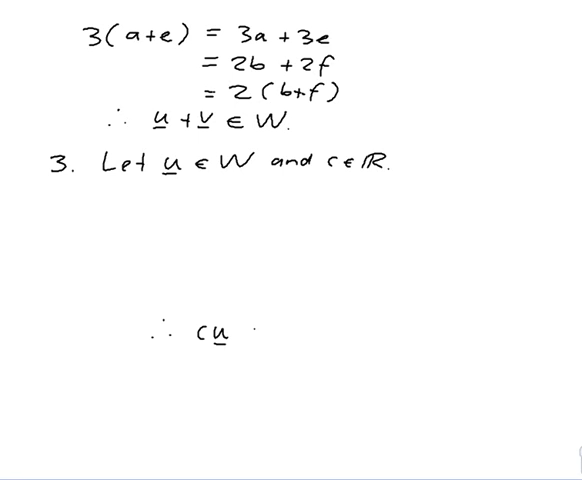 3(a+e) = 3a + 3e
= 2b + 2f
= 2(b+f)
∴ u + v ∈ W.
3. Let u ∈ W and c ∈ ℝ.
∴ cu